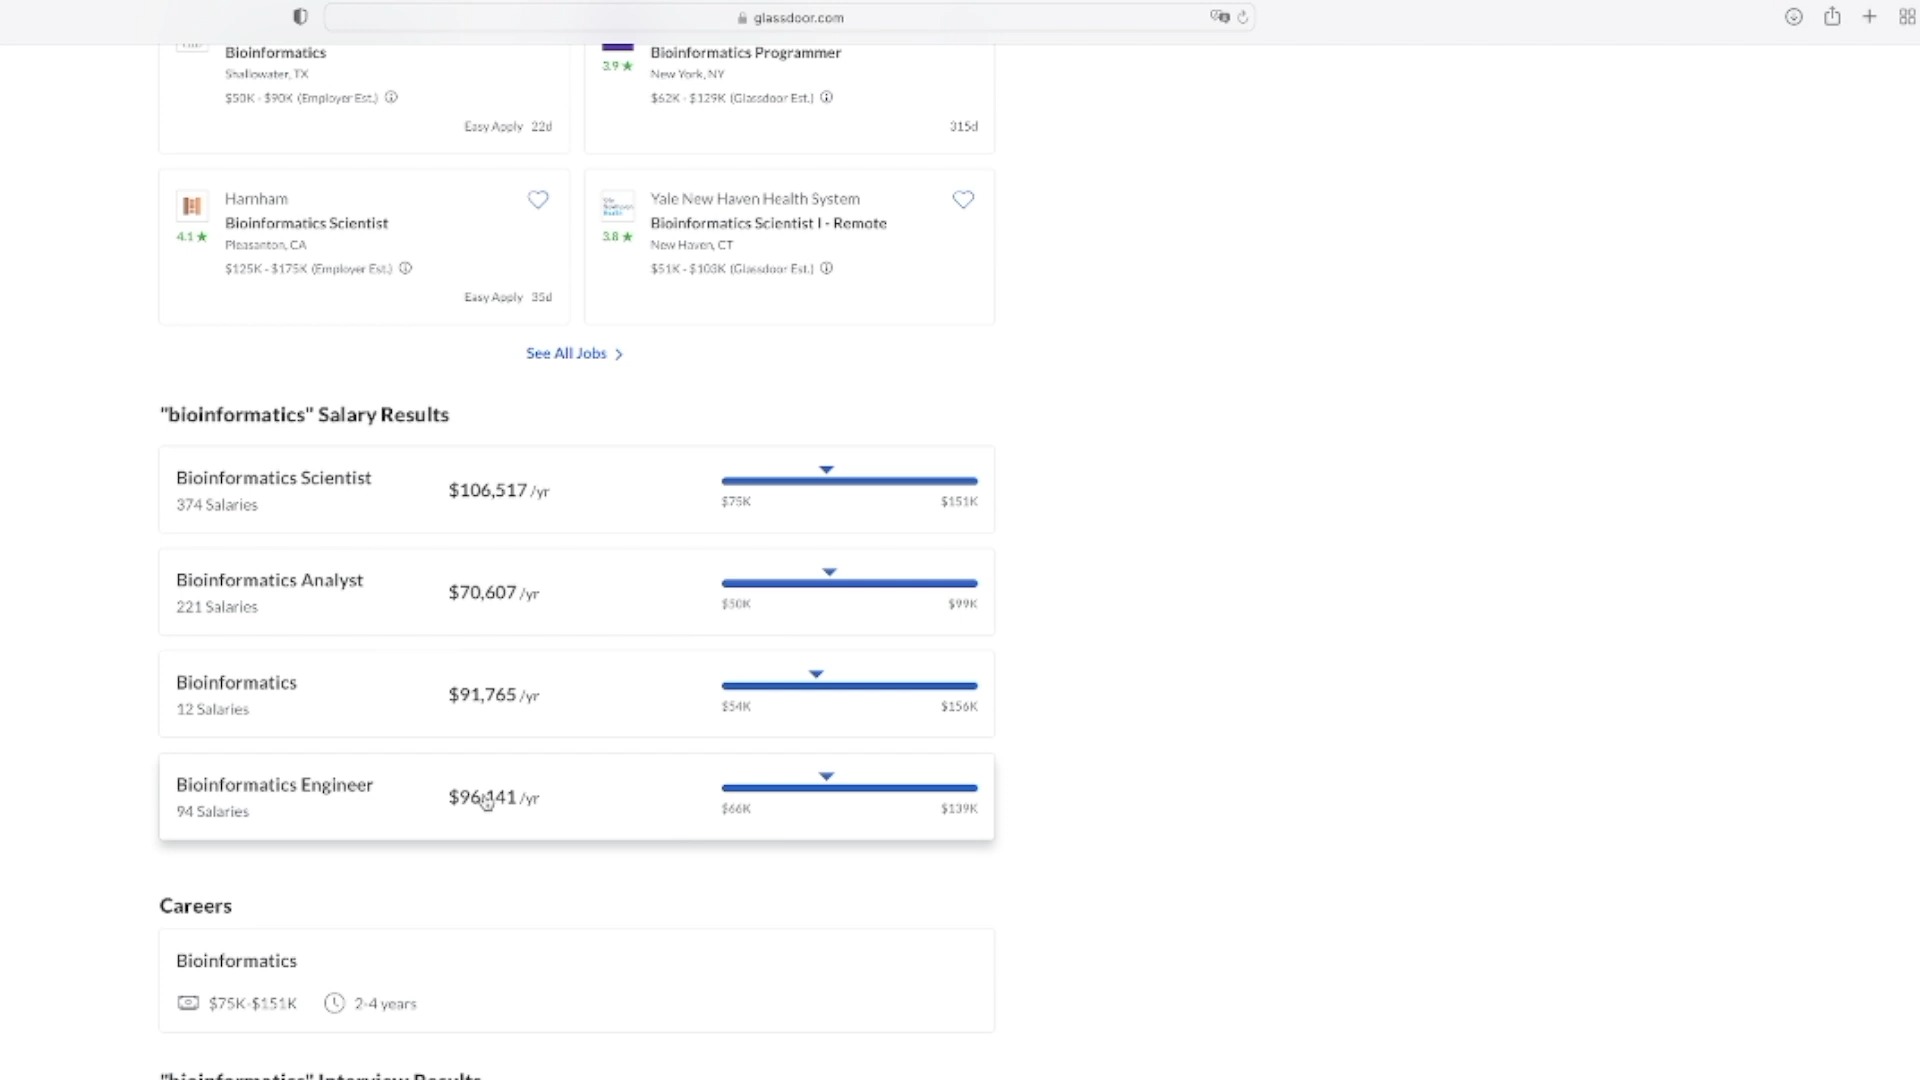 glassdoor.com
Bioinformatics
Shallowater, TX
$50K - $90K (Employer Est.)
Easy Apply 22d
3.9 ★
Bioinformatics Programmer
New York, NY
$62K - $129K (Glassdoor Est.)
315d
Harnham
4.1 ★
Bioinformatics Scientist
Pleasanton, CA
$125K - $175K (Employer Est.)
Easy Apply 35d
Yale New Haven Health System
3.8 ★
Bioinformatics Scientist I - Remote
New Haven, CT
$51K - $103K (Glassdoor Est.)
See All Jobs
"bioinformatics" Salary Results
Bioinformatics Scientist
374 Salaries
$106,517 /yr
$75K $151K
Bioinformatics Analyst
221 Salaries
$70,607 /yr
$50K $99K
Bioinformatics
12 Salaries
$91,765 /yr
$54K $156K
Bioinformatics Engineer
94 Salaries
$96,141 /yr
$66K $139K
Careers
Bioinformatics
$75K-$151K 2-4 years
"bioinformatics" Interview Results